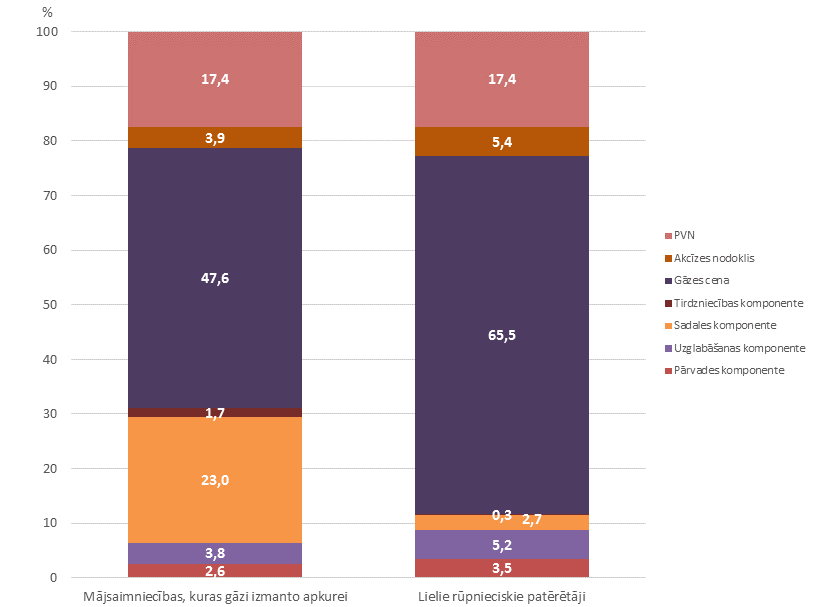 %
100
90
80
70
60
50
40
30
20
10
0
17,4
3,9
47,6
1,7
23,0
3,8
2,6
17,4
5,4
65,5
0,3
2,7
5,2
3,5
Mājsaimniecības, kuras gāzi izmanto apkurei
Lielie rūpnieciskie patērētāji
PVN
Akcīzes nodoklis
Gāzes cena
Tirdzniecības komponente
Sadales komponente
Uzglabāšanas komponente
Pārvades komponente